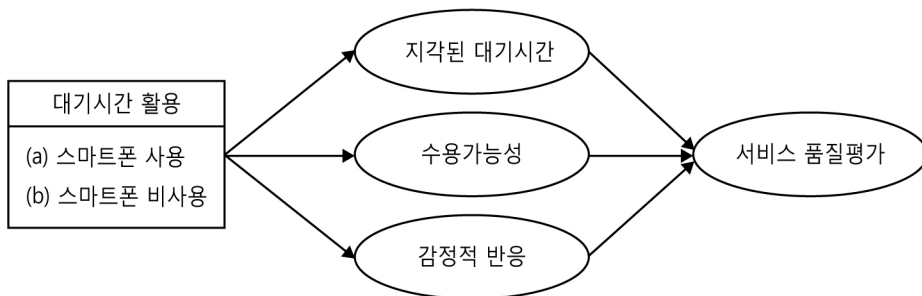 대기시간 활용
(a) 스마트폰 사용
(b) 스마트폰 비사용
지각된 대기시간
수용가능성
감정적 반응
서비스 품질평가